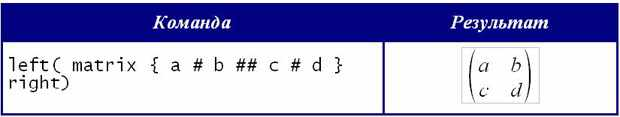 Команда Результат
left( matrix { a # b ## c # d }
right)
a b
c d